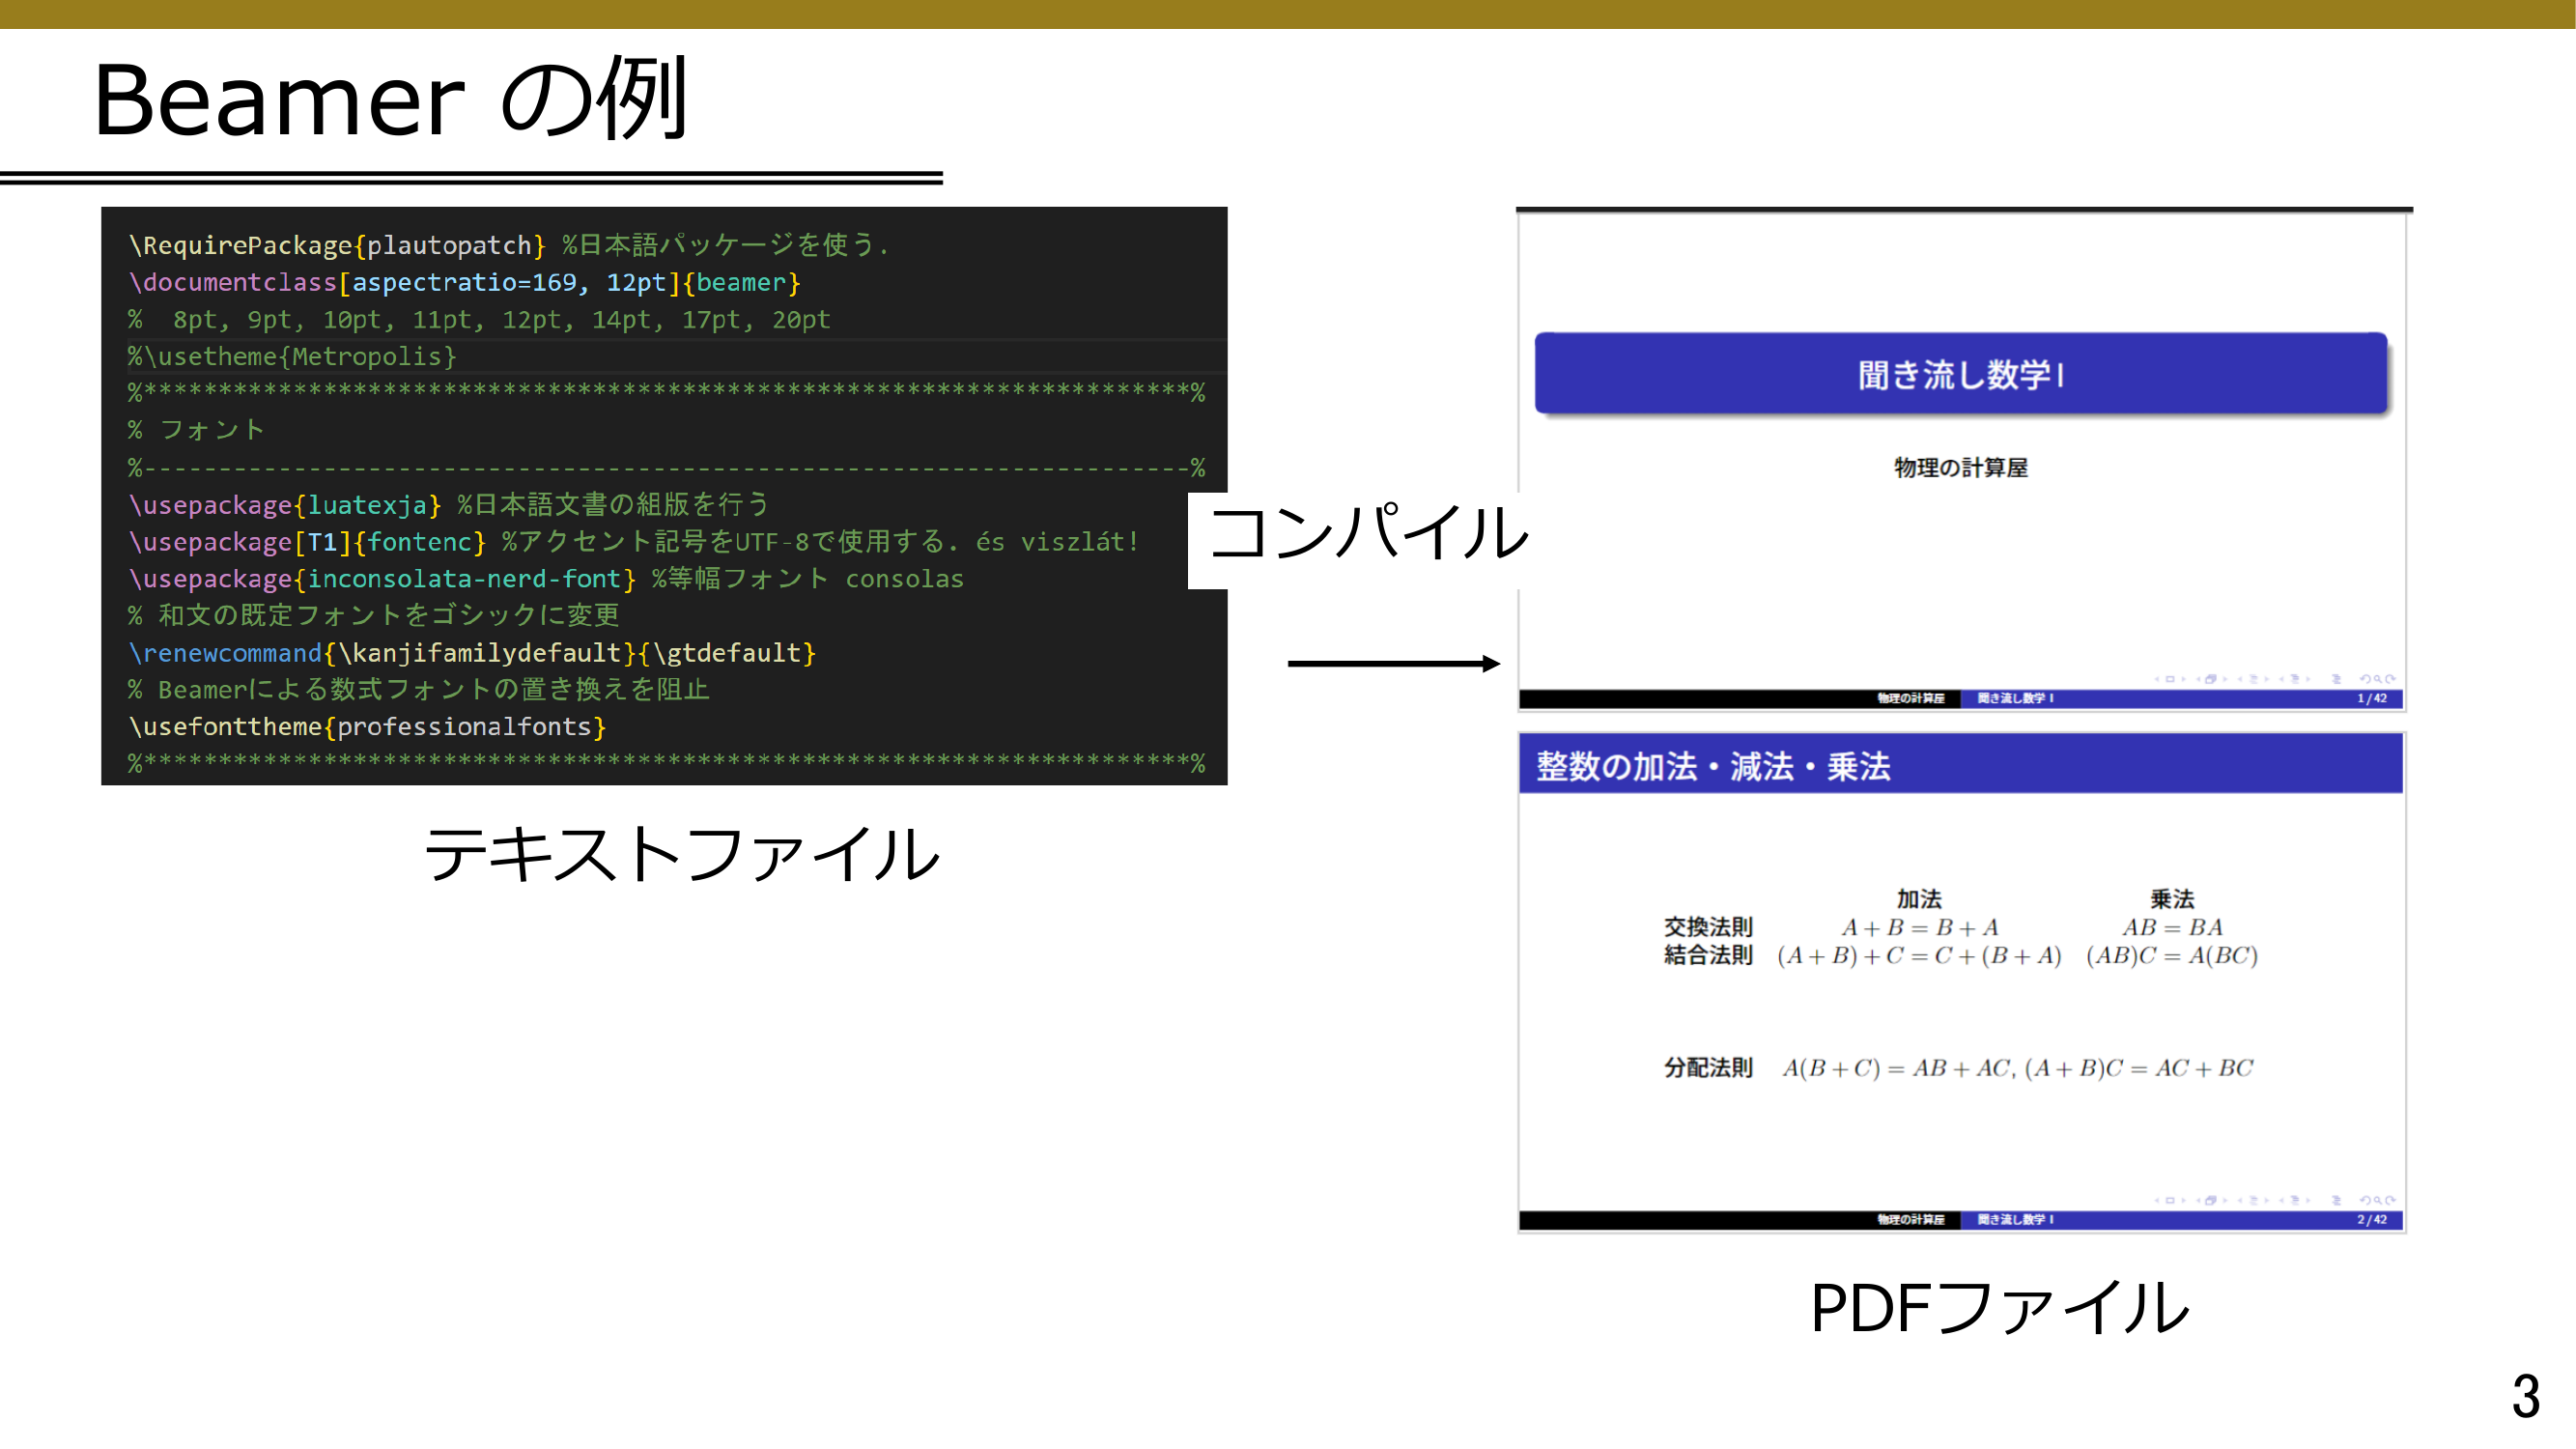 Beamer の例
\RequirePackage{plautopatch} %日本語パッケージを使う.
\documentclass[aspectratio=169, 12pt]{beamer}
%  8pt, 9pt, 10pt, 11pt, 12pt, 14pt, 17pt, 20pt
%\usetheme{Metropolis}
%**********************************************************************%
% フォント
%----------------------------------------------------------------------%
\usepackage{luatexja} %日本語文書の組版を行う
\usepackage[T1]{fontenc} %アクセント記号をUTF-8で使用する. és viszlát!
\usepackage{inconsolata-nerd-font} %等幅フォント consolas
% 和文の既定フォントをゴシックに変更
\renewcommand{\kanjifamilydefault}{\gtdefault}
% Beamerによる数式フォントの置き換えを阻止
\usefonttheme{professionalfonts}
%**********************************************************************%
テキストファイル
コンパイル
聞き流し数学I
物理の計算屋
物理の計算屋 聞き流し数学 I 1 / 42
整数の加法・減法・乗法
加法 乗法
交換法則 A + B = B + A AB = BA
結合法則 (A + B) + C = C + (B + A) (AB)C = A(BC)
分配法則 A(B + C) = AB + AC, (A + B)C = AC + BC
物理の計算屋 聞き流し数学 I 2 / 42
PDFファイル
3